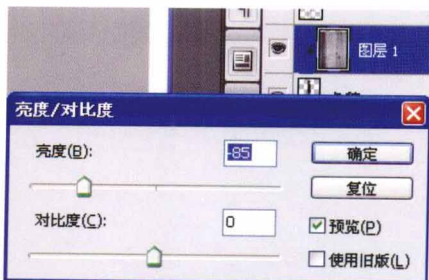 图层 1
亮度/对比度
亮度(B):
-85
确定
复位
对比度(C):
0
预览(P)
使用旧版(L)